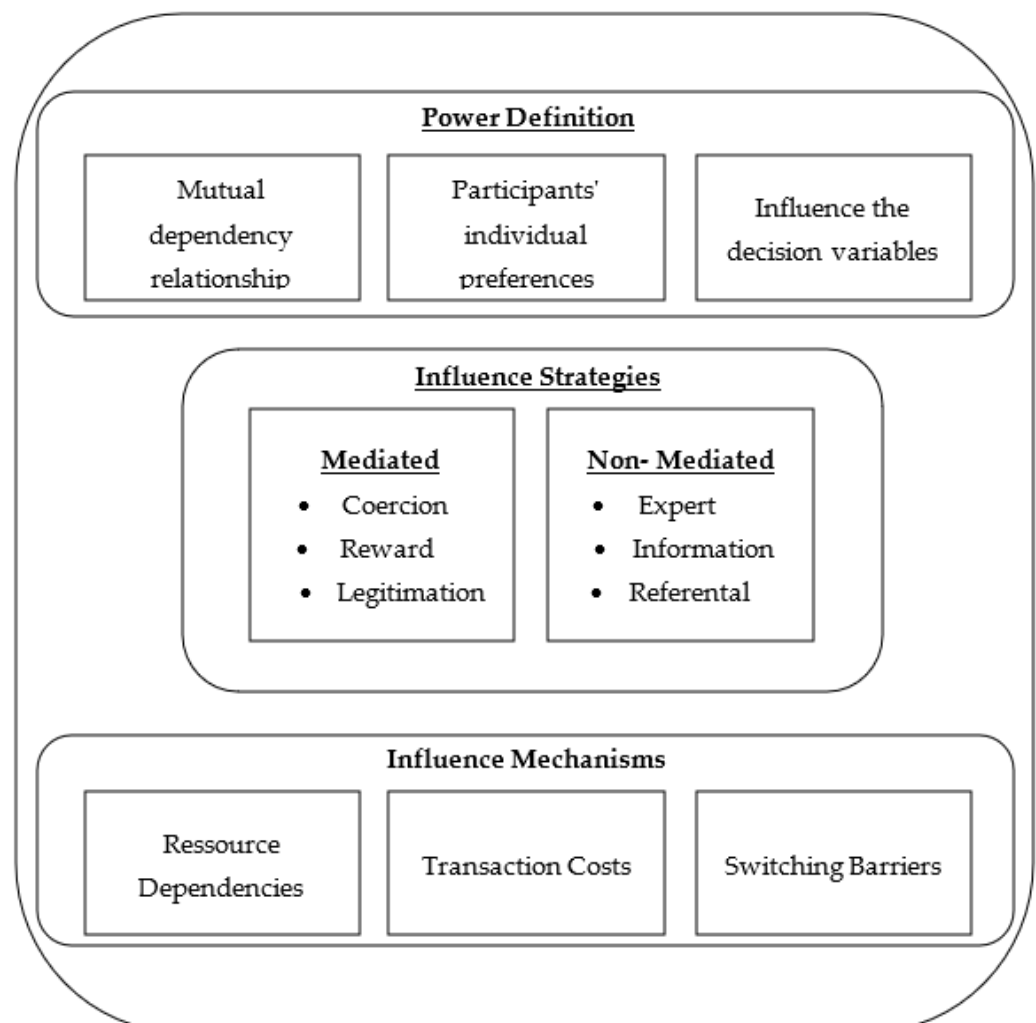 Power Definition
Mutual
dependency
relationship
Participants'
individual
preferences
Influence the
decision variables
Influence Strategies
Mediated
• Coercion
• Reward
• Legitimation
Non- Mediated
• Expert
• Information
• Referental
Influence Mechanisms
Ressource
Dependencies
Transaction Costs
Switching Barriers